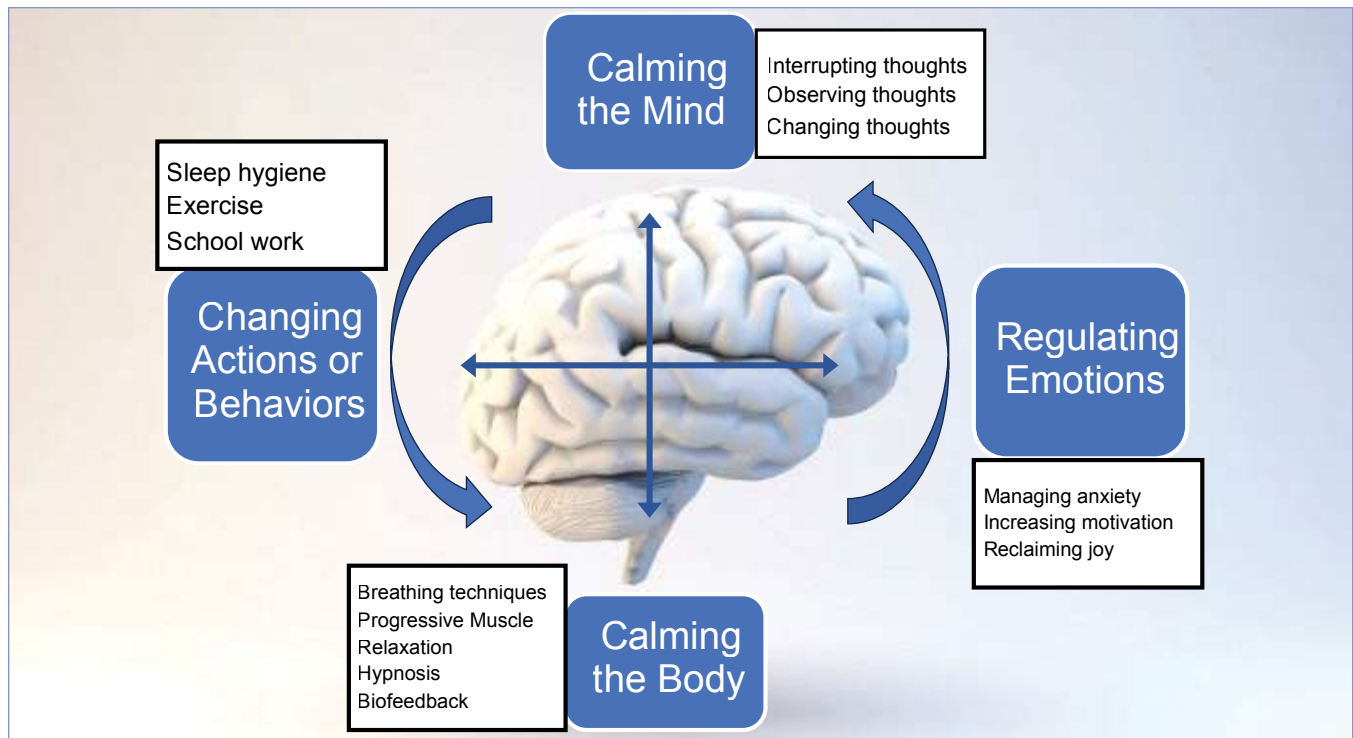 Calming
the Mind
Interrupting thoughts
Observing thoughts
Changing thoughts
Sleep hygiene
Exercise
School work
Changing
Actions or
Behaviors
Regulating
Emotions
Managing anxiety
Increasing motivation
Reclaiming joy
Breathing techniques
Progressive Muscle
Relaxation
Hypnosis
Biofeedback
Calming
the Body